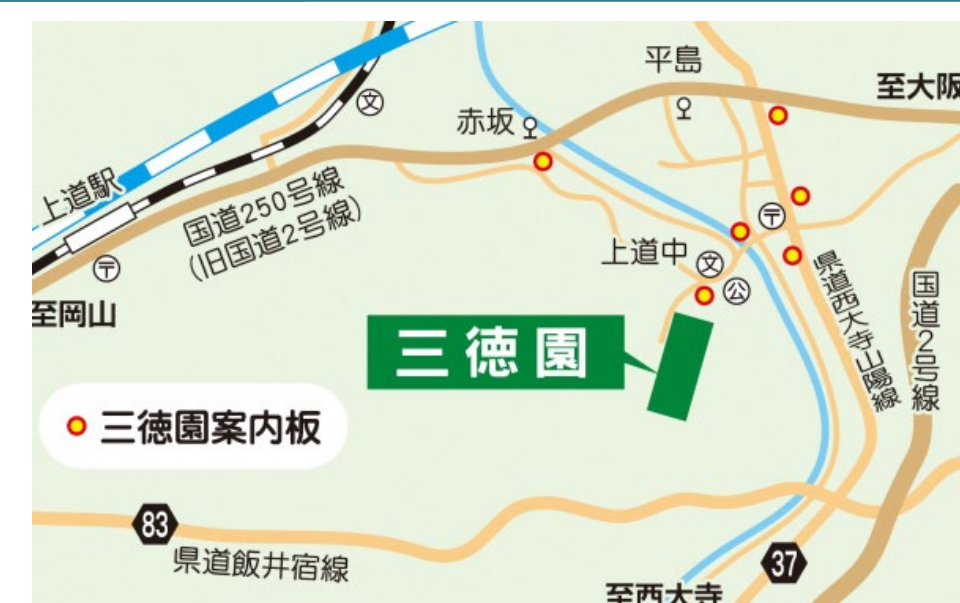 平島
至大阪
文
赤坂
上道駅
国道250号線
(旧国道2号線)
〒
〒
上道中
文
公
至岡山
県道西大寺山陽線
国道2号線
三徳園
三徳園案内板
83
県道飯井宿線
37
至西大寺